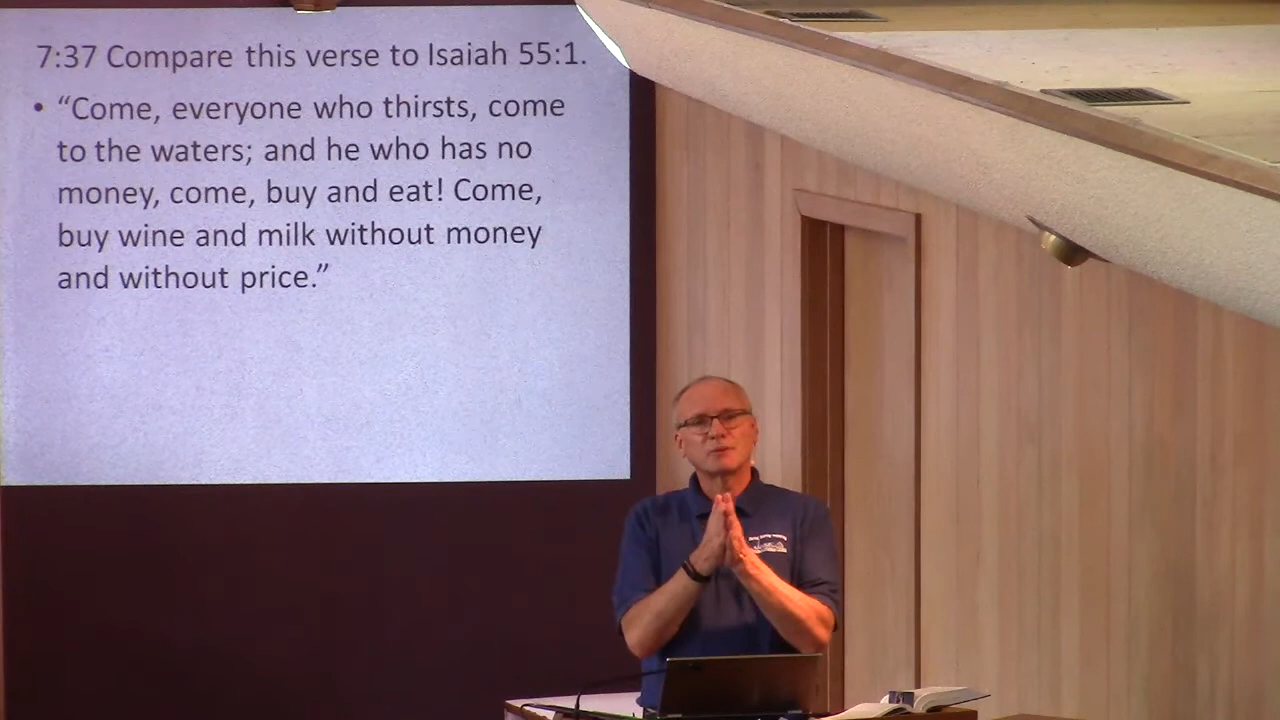 7:37 Compare this verse to Isaiah 55:1.
• “Come, everyone who thirsts, come
to the waters; and he who has no
money, come, buy and eat! Come,
buy wine and milk without money
and without price.”